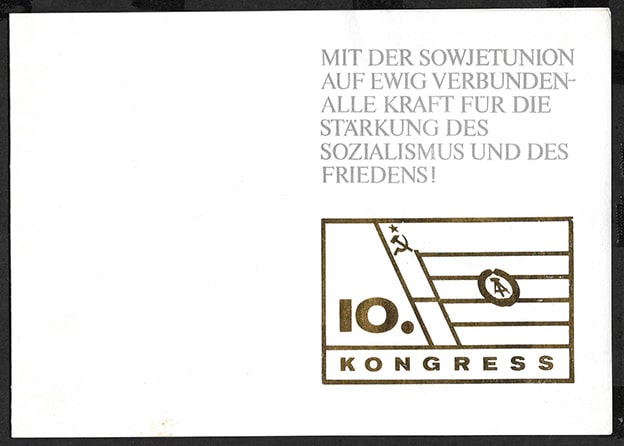 MIT DER SOWJETUNION
AUF EWIG VERBUNDEN-
ALLE KRAFT FÜR DIE
STÄRKUNG DES
SOZIALISMUS UND DES
FRIEDENS!
10.
KONGRESS